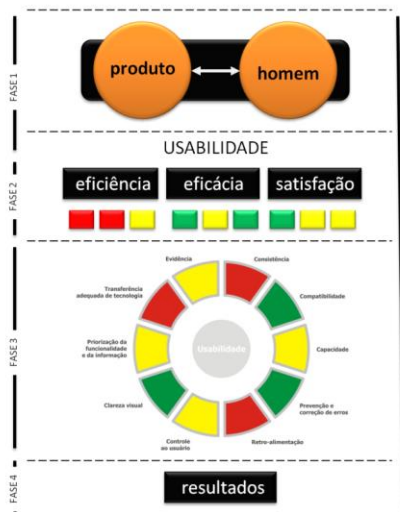 FASE 1
produto
homem
USABILIDADE
FASE 2
eficiência
eficácia
satisfação
FASE 3
Evidência
Consistência
Transferência
adequada de tecnologia
Compatibilidade
Priorização da
funcionalidade
e da informação
Usabilidade
Capacidade
Clareza visual
Prevenção e
correção de erros
Controle
ao usuário
Retro-alimentação
FASE 4
resultados